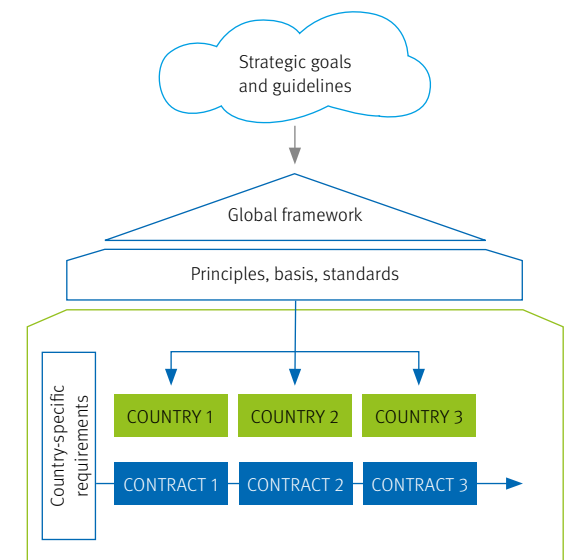 Strategic goals
and guidelines
Global framework
Principles, basis, standards
Country-specific
requirements
COUNTRY 1
COUNTRY 2
COUNTRY 3
CONTRACT 1
CONTRACT 2
CONTRACT 3